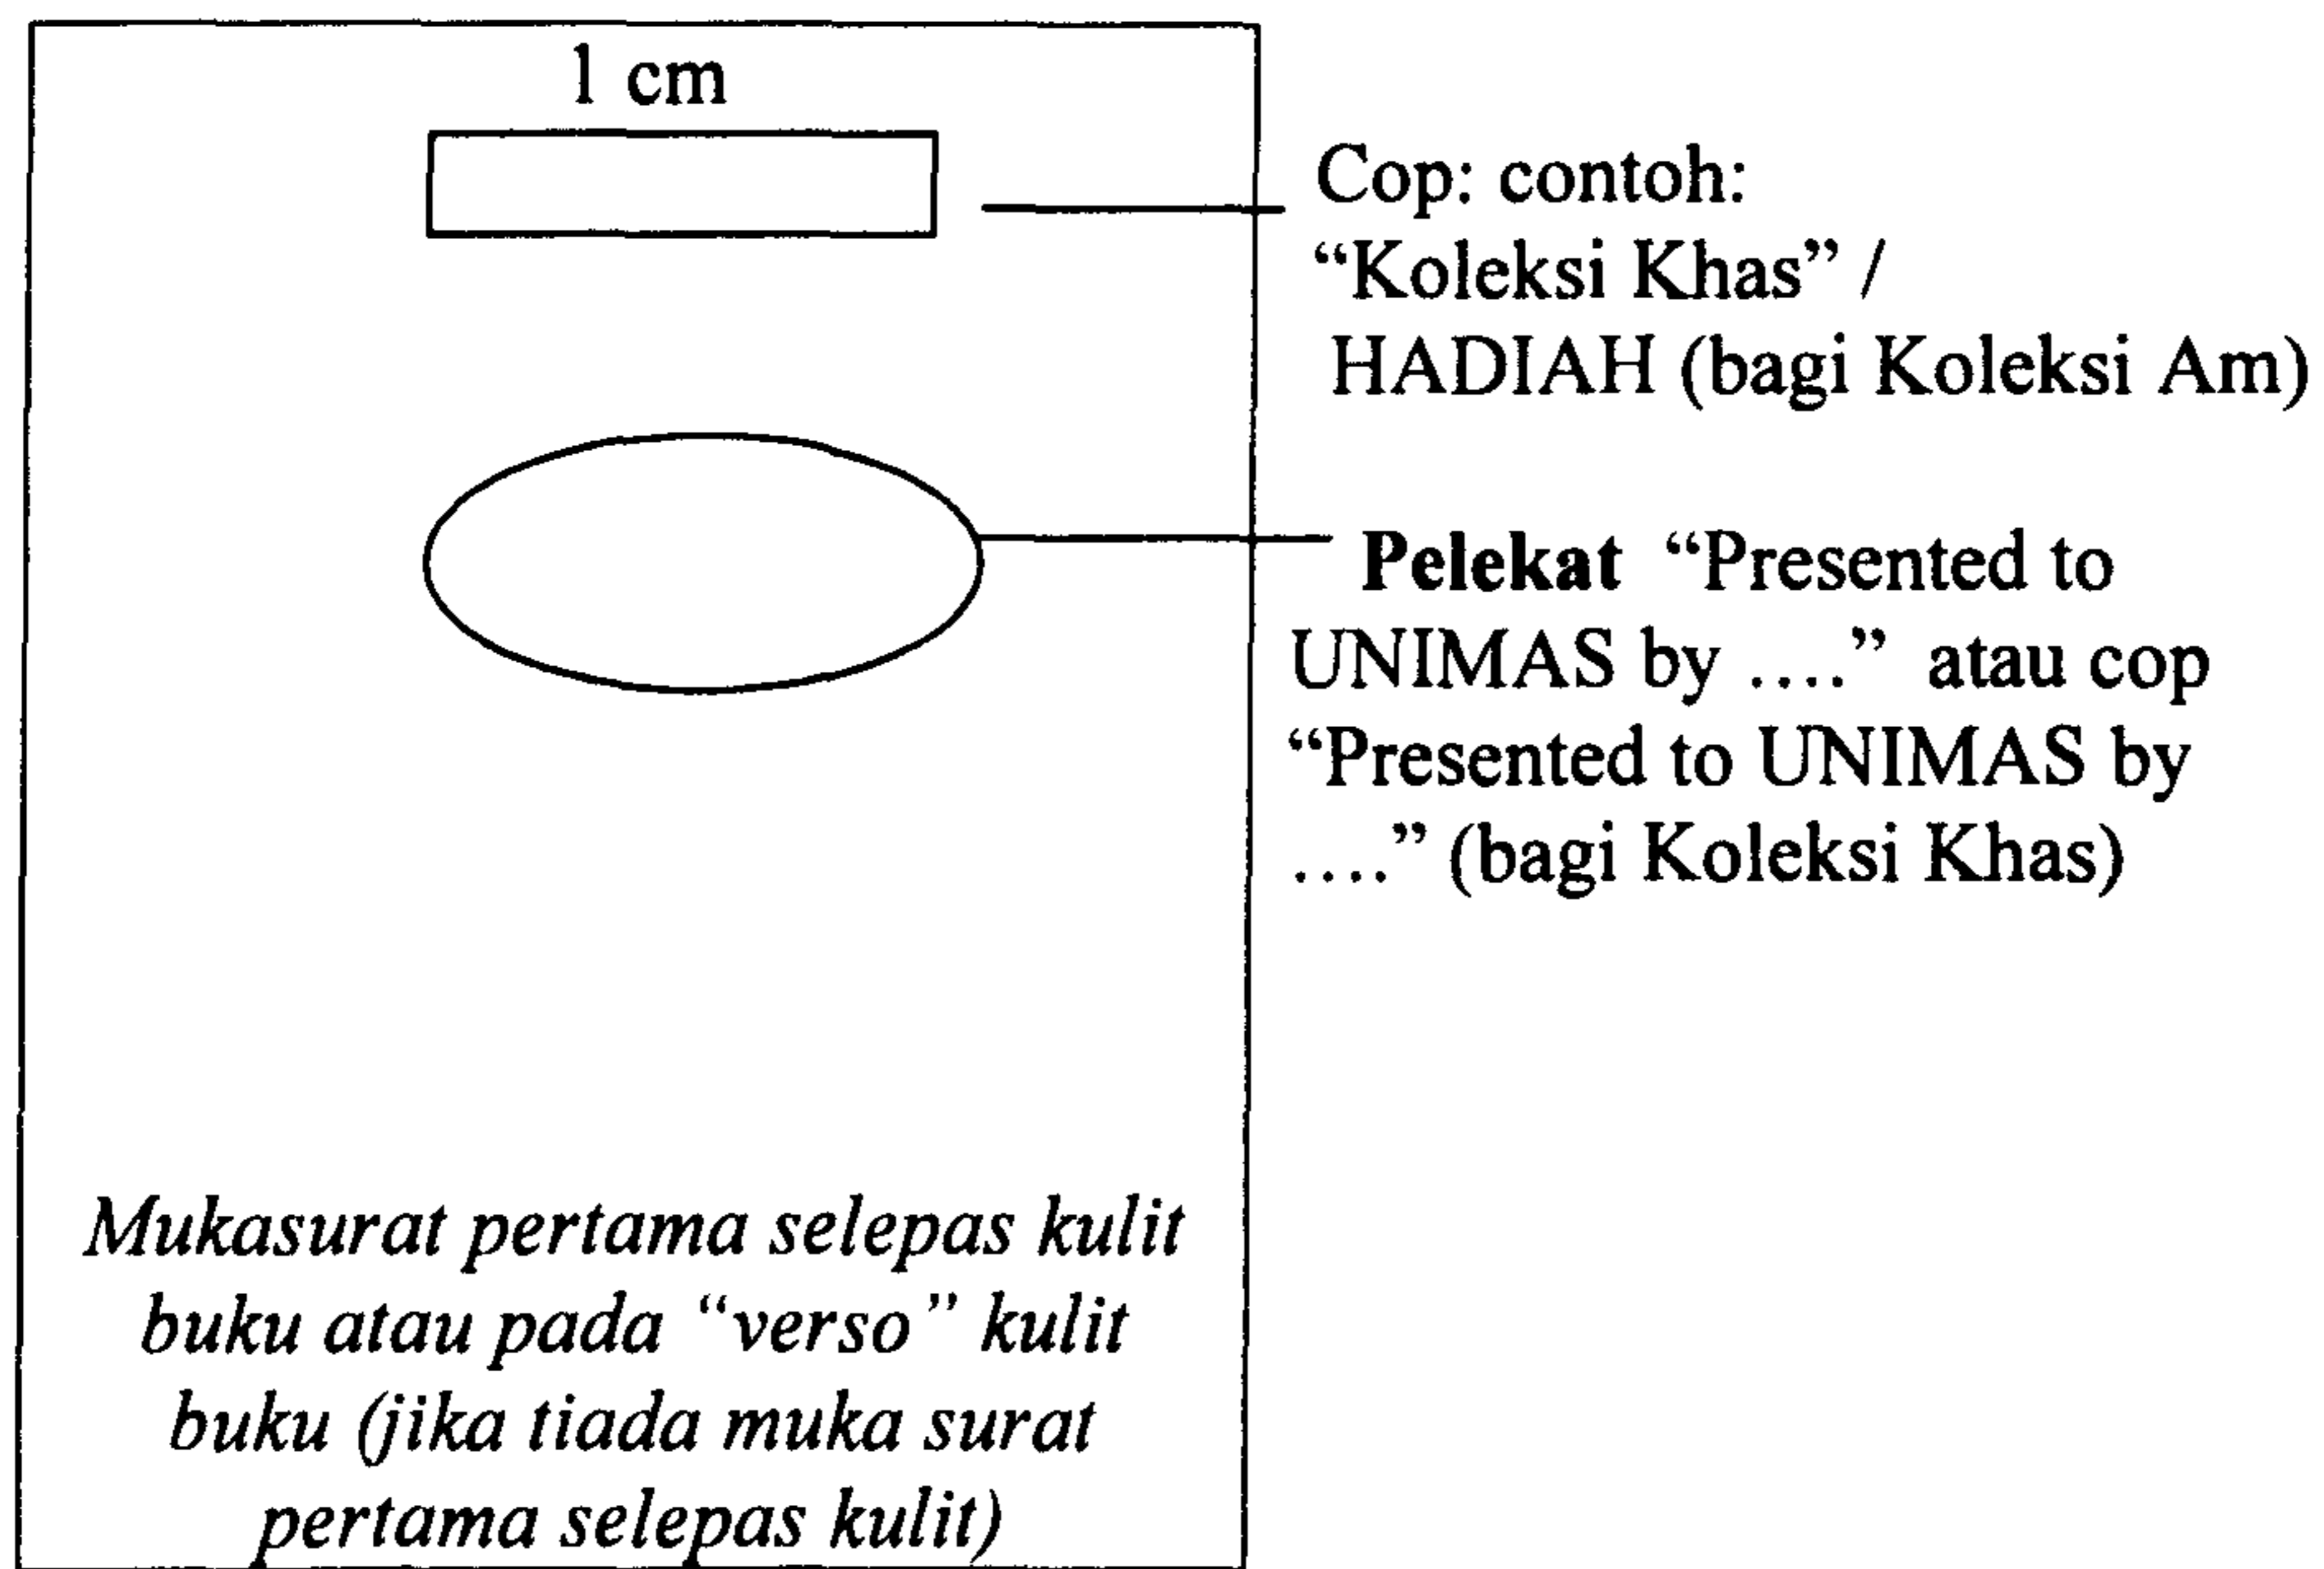 1 cm
Cop: contoh:
“Koleksi Khas” /
HADIAH (bagi Koleksi Am)
Pelekat “Presented to
UNIMAS by ....” atau cop
“Presented to UNIMAS by
....” (bagi Koleksi Khas)
Mukasurat pertama selepas kulit
buku atau pada “verso” kulit
buku (jika tiada muka surat
pertama selepas kulit)